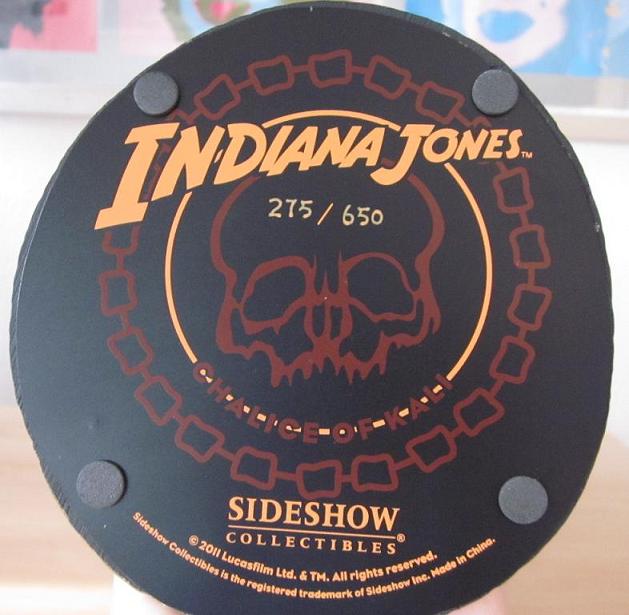 INDIANA JONES™
275 / 650
CHALICE OF KALI
SIDESHOW
COLLECTIBLES®
© 2011 Lucasfilm Ltd. & TM. All rights reserved.
Sideshow Collectibles is the registered trademark of Sideshow Inc. Made in China.